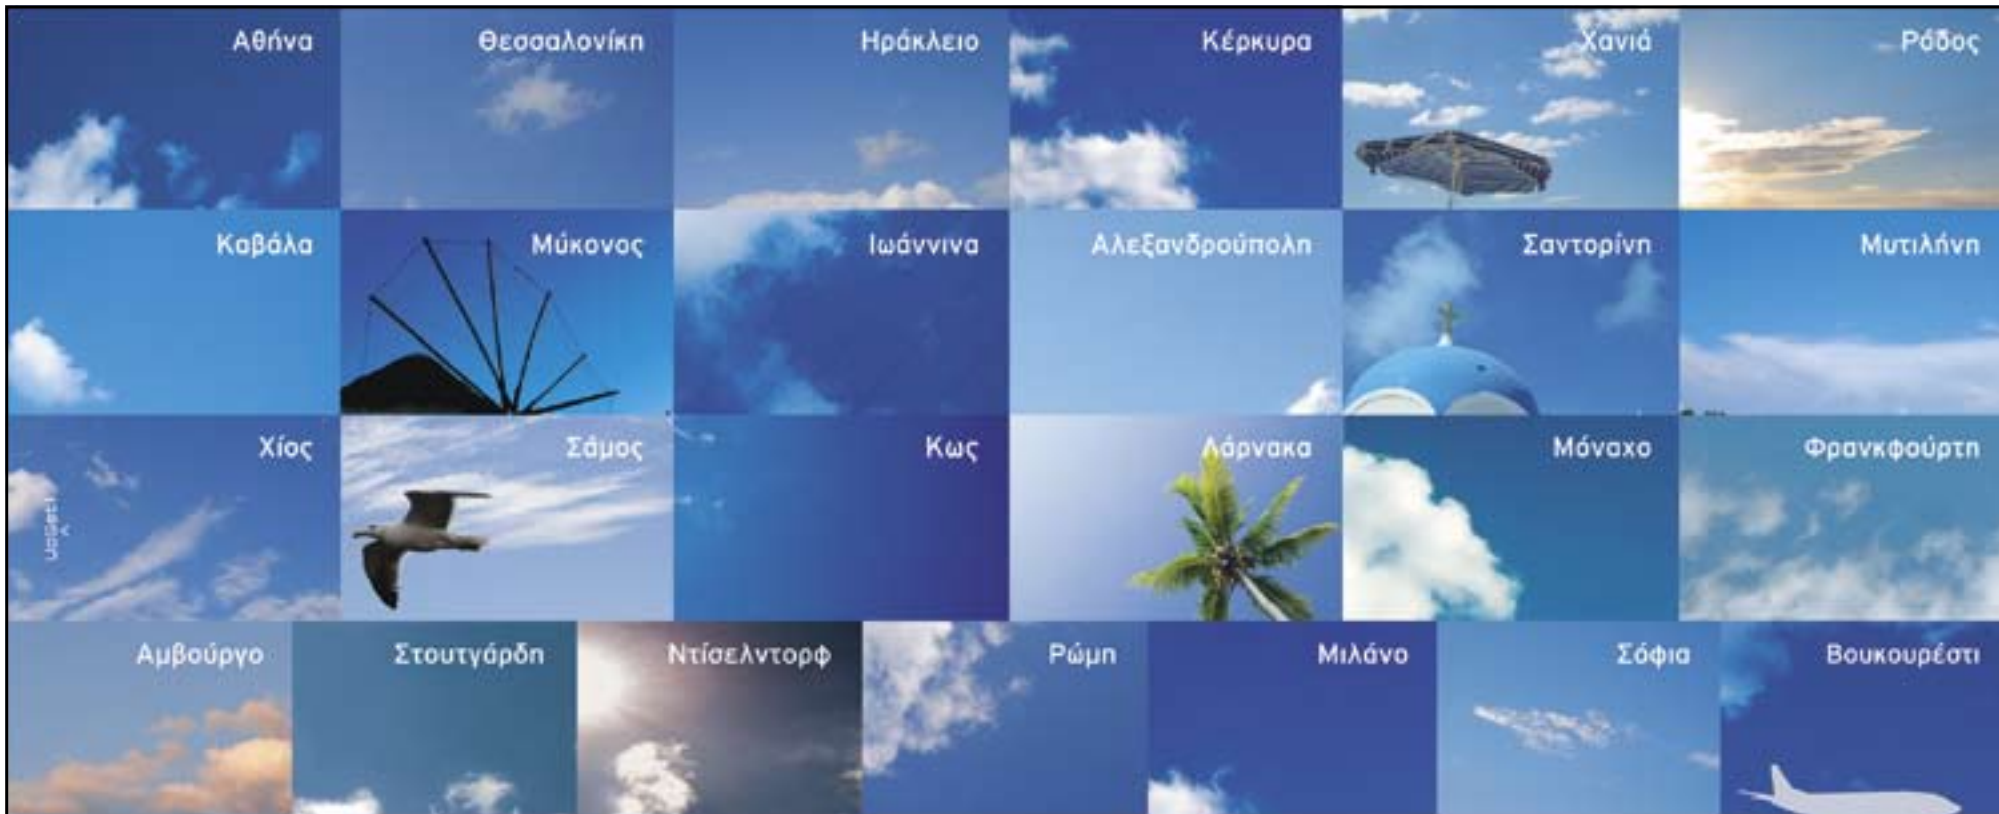 Αθήνα
Θεσσαλονίκη
Ηράκλειο
Κέρκυρα
Χανιά
Ρόδος
Καβάλα
Μύκονος
Ιωάννινα
Αλεξανδρούπολη
Σαντορίνη
Μυτιλήνη
Χίος
Σάμος
Κως
Λάρνακα
Μόναχο
Φρανκφούρτη
Αμβούργο
Στουτγάρδη
Ντίσελντορφ
Ρώμη
Μιλάνο
Σόφια
Βουκουρέστι